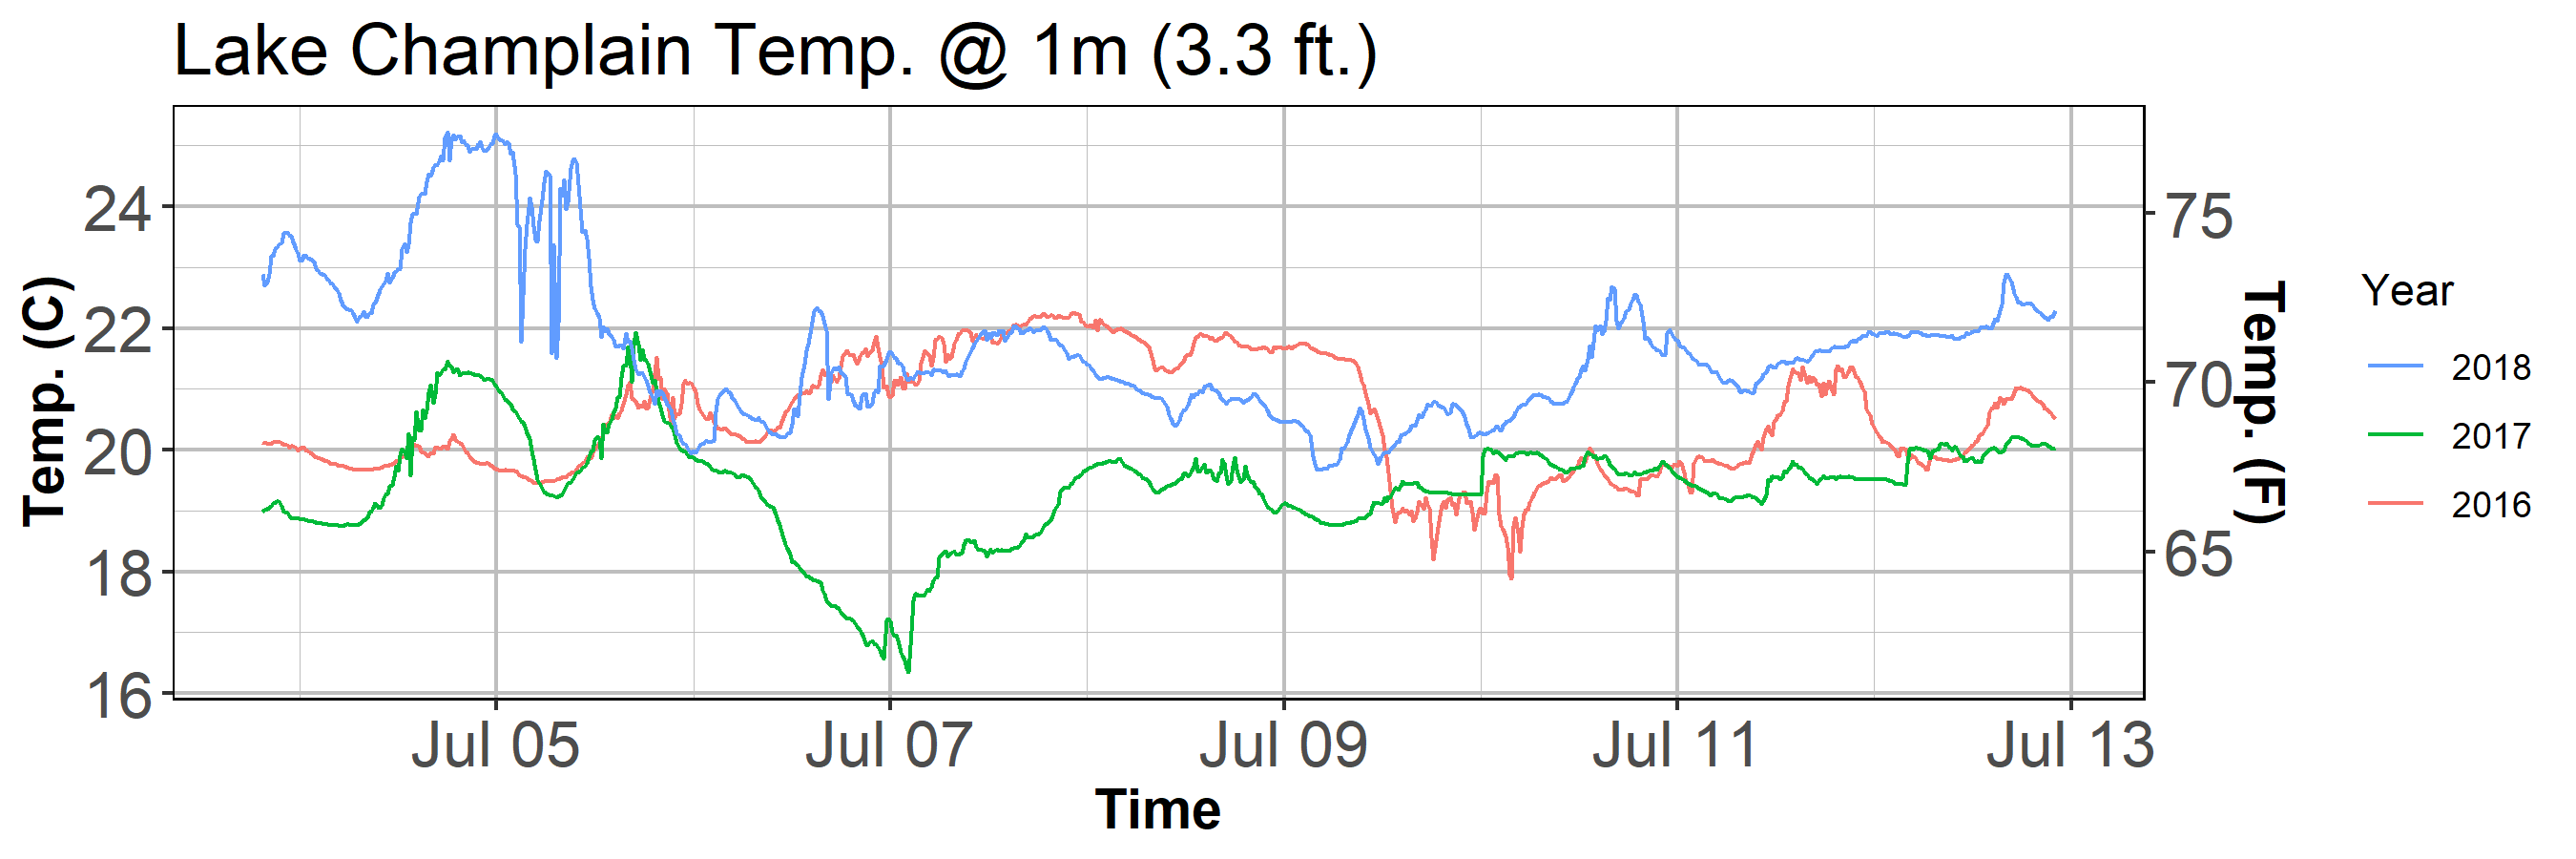 Lake Champlain Temp. @ 1m (3.3 ft.)
Temp. (C)
24
22
20
18
16
75
70
65
Temp. (F)
Jul 05
Jul 07
Jul 09
Jul 11
Jul 13
Time
Year
2018
2017
2016